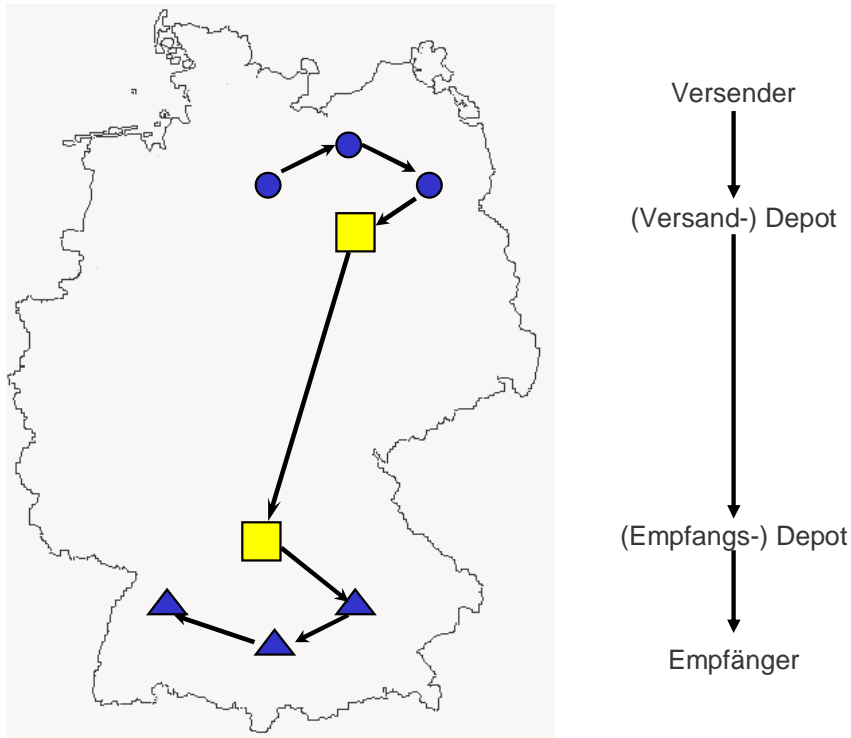 Versender
(Versand-) Depot
(Empfangs-) Depot
Empfänger